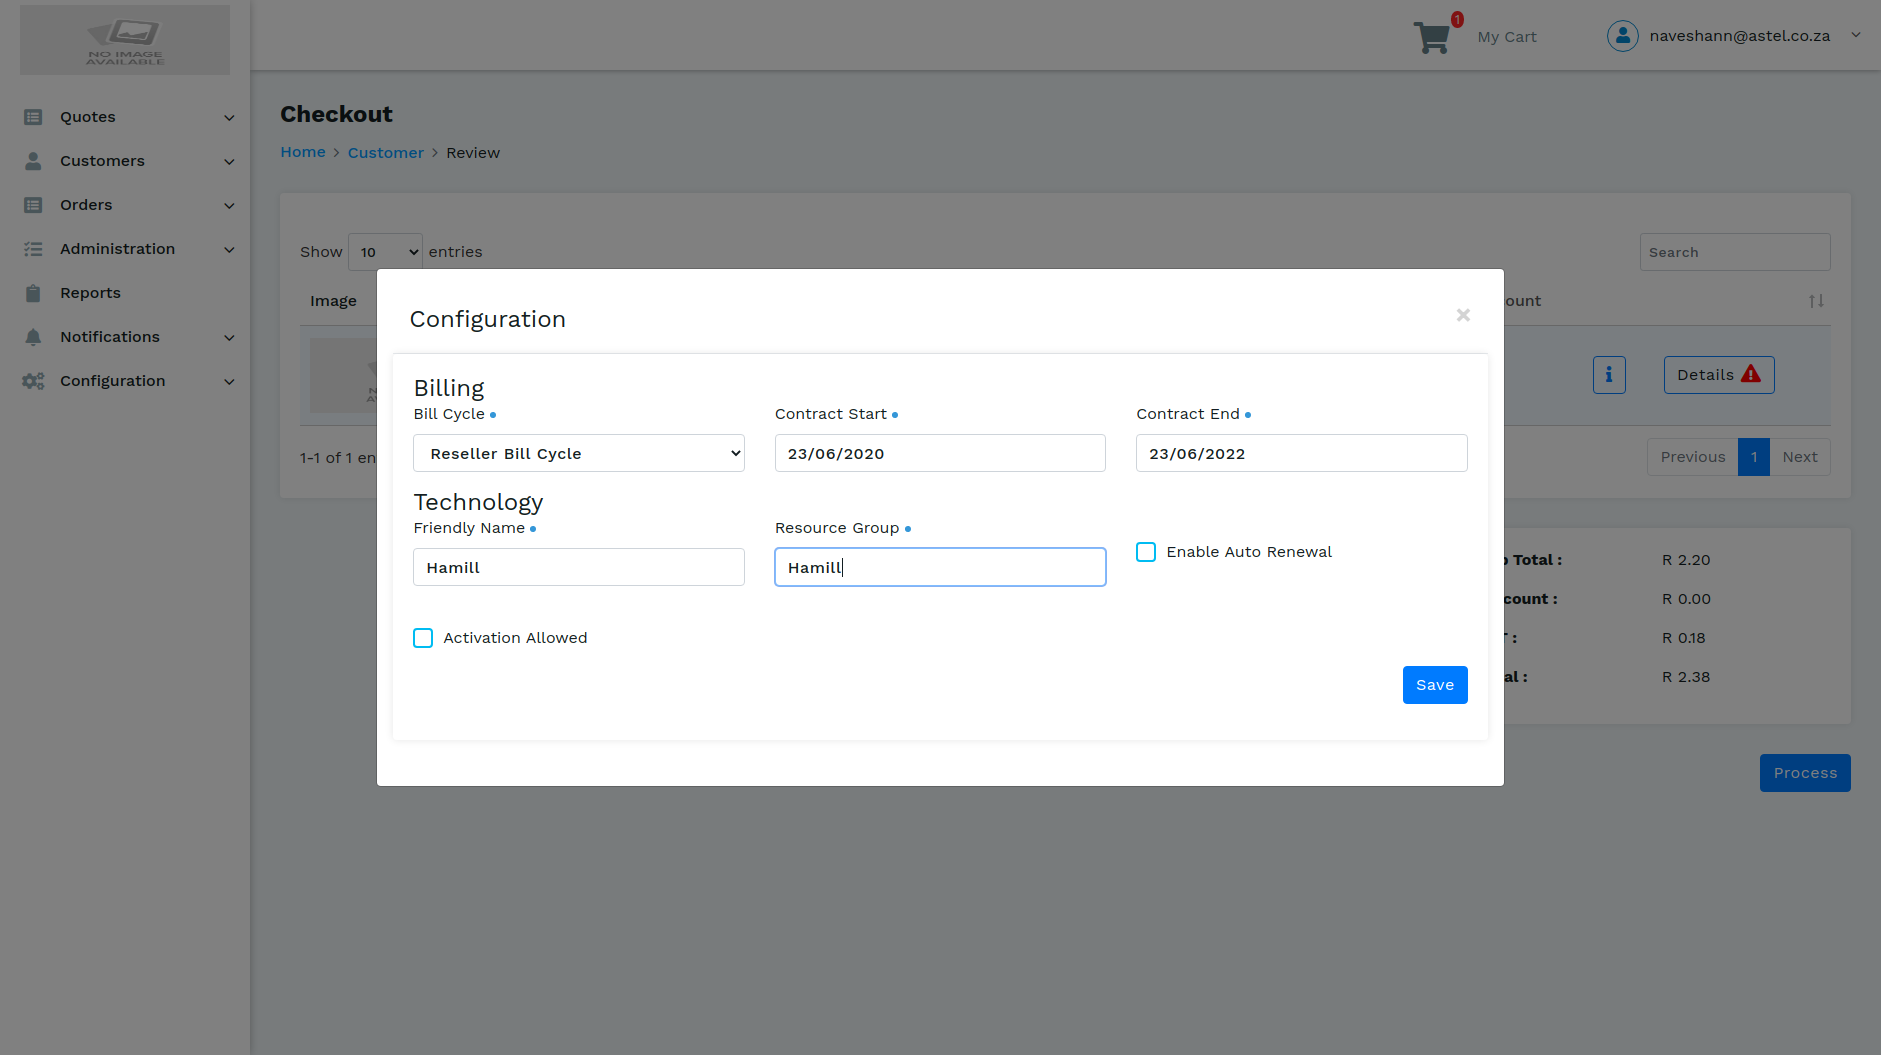 NO IMAGE
AVAILABLE
1
My Cart
naveshann@astel.co.za
Quotes
Customers
Orders
Administration
Reports
Notifications
Configuration
Checkout
Home > Customer > Review
Show 10 entries
Search
Image
ount
Details
1-1 of 1 en
Previous 1 Next
Configuration
×
Billing
Bill Cycle
Contract Start
Contract End
Reseller Bill Cycle
23/06/2020
23/06/2022
Technology
Friendly Name
Resource Group
Enable Auto Renewal
Hamill
Hamill
Activation Allowed
Save
Total : R 2.20
count : R 0.00
: R 0.18
al : R 2.38
Process